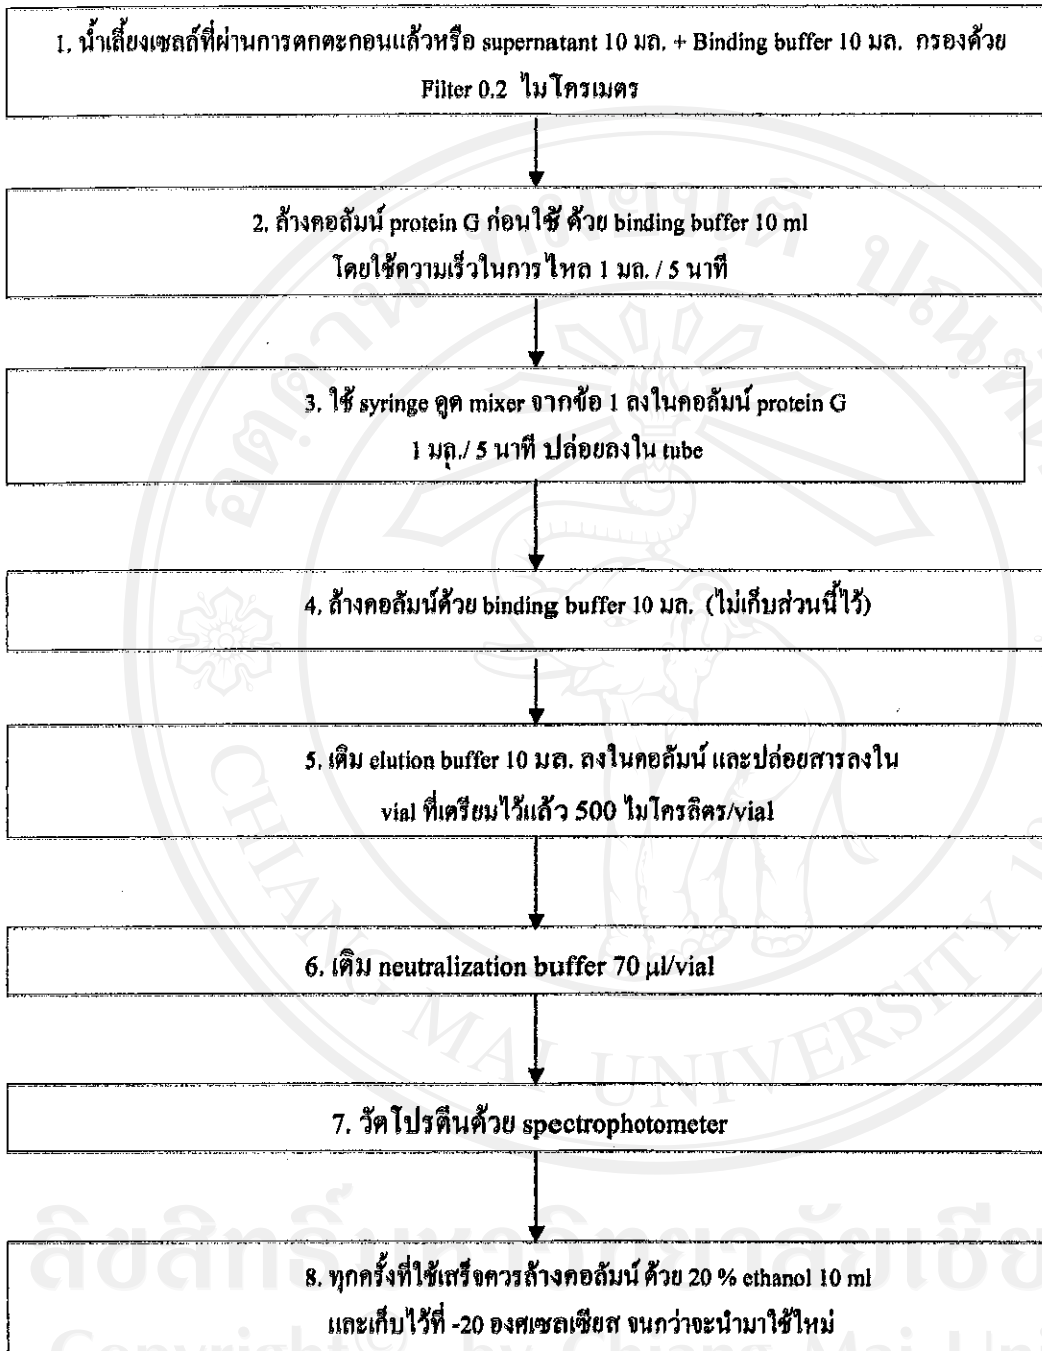 1. น้ำเลี้ยงเซลล์ที่ผ่านการตกตะกอนแล้วหรือ supernatant 10 มล. + Binding buffer 10 มล. กรองด้วย
Filter 0.2 ไมโครเมตร
2. ล้างคอลัมน์ protein G ก่อนใช้ ด้วย binding buffer 10 ml
โดยใช้ความเร็วในการไหล 1 มล. / 5 นาที
3. ใช้ syringe ดูด mixer จากข้อ 1 ลงในคอลัมน์ protein G
1 มล./ 5 นาที ปล่อยลงใน tube
4. ล้างคอลัมน์ด้วย binding buffer 10 มล. (ไม่เก็บส่วนนี้ไว้)
5. เติม elution buffer 10 มล. ลงในคอลัมน์ และปล่อยสารลงใน
vial ที่เตรียมไว้แล้ว 500 ไมโครลิตร/vial
6. เติม neutralization buffer 70 µl/vial
7. วัดโปรตีนด้วย spectrophotometer
8. ทุกครั้งที่ใช้เสร็จควรล้างคอลัมน์ ด้วย 20 % ethanol 10 ml
และเก็บไว้ที่ -20 องศเซลเซียส จนกว่าจะนำมาใช้ใหม่
CHIANG MAI UNIVERSITY
Copyright© by Chiang Mai Uni